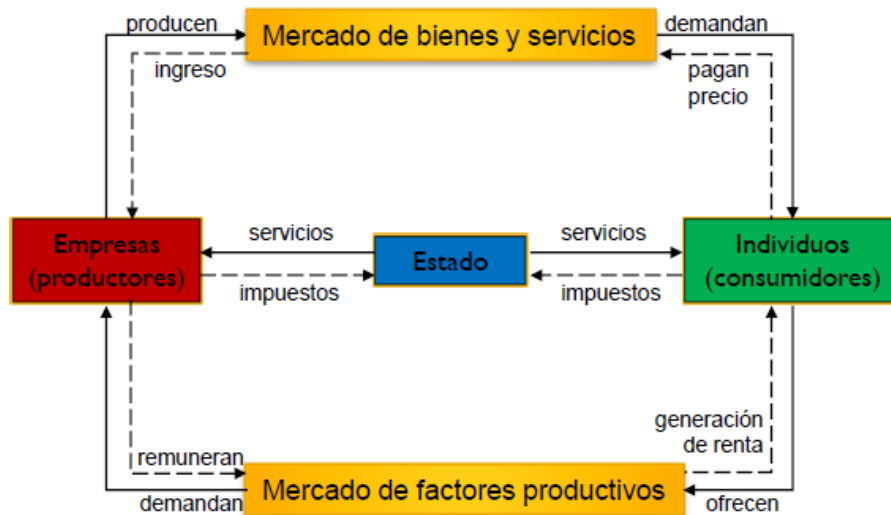 producen
Mercado de bienes y servicios
demandan
ingreso
pagan
precio
Empresas
(productores)
servicios
impuestos
Estado
servicios
impuestos
Individuos
(consumidores)
generación
de renta
remuneran
demandan
Mercado de factores productivos
ofrecen